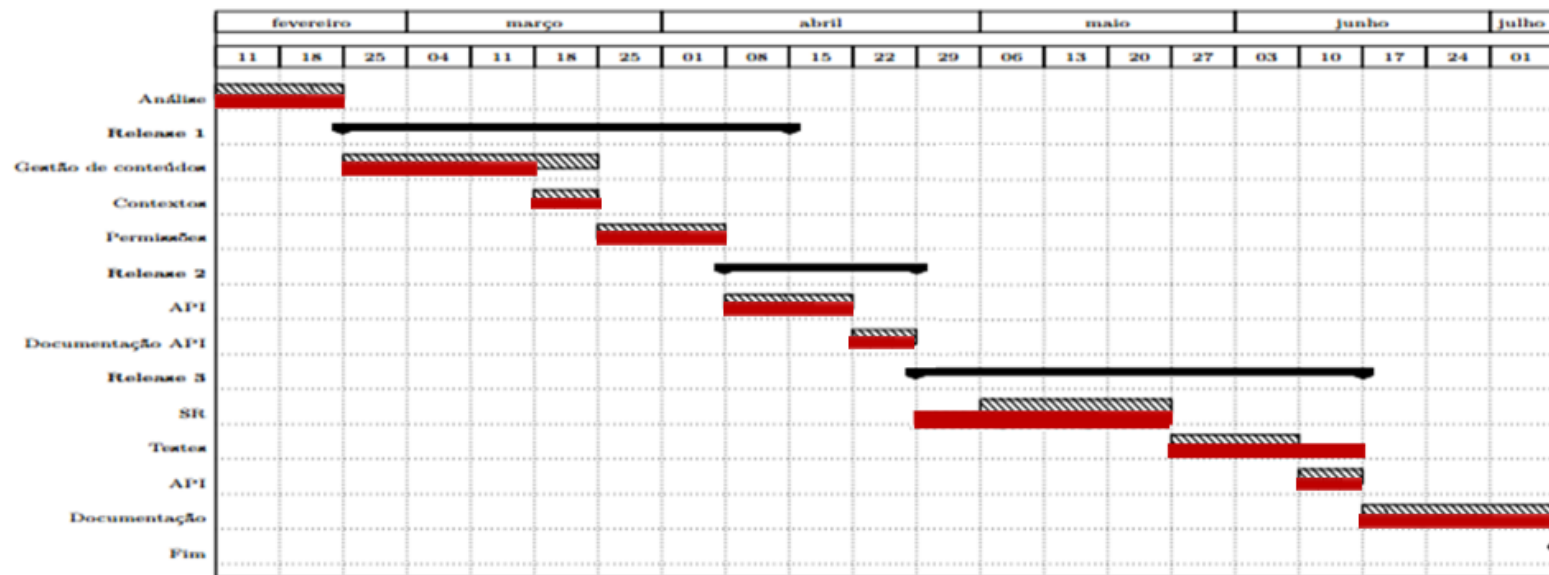 fevereiro março abril maio junho julho
11 18 25 04 11 18 25 01 08 15 22 29 06 13 20 27 03 10 17 24 01
Análise
Release 1
Gestão de conteúdos
Contextos
Permissões
Release 2
API
Documentação API
Release 3
SR
Testes
API
Documentação
Fim